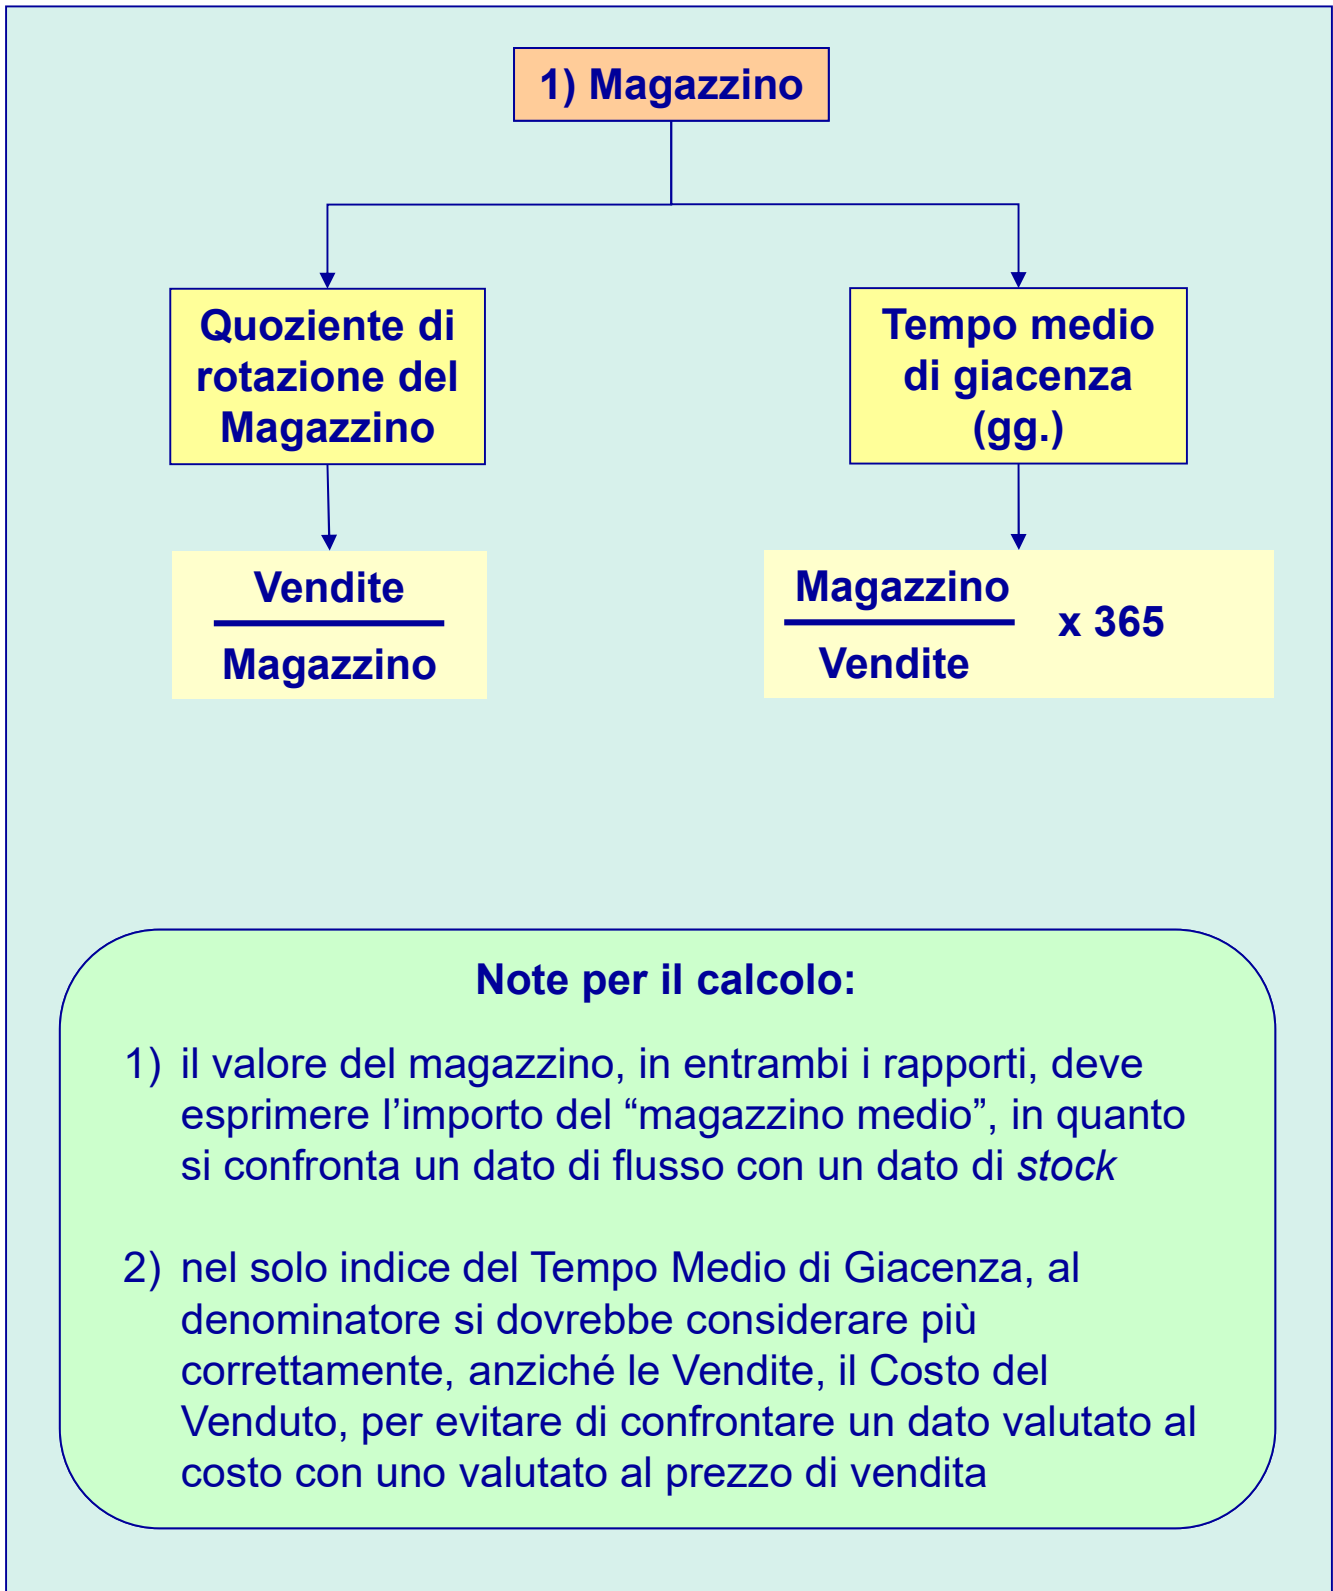 1) Magazzino
Quoziente di
rotazione del
Magazzino
Tempo medio
di giacenza
(gg.)
Vendite
Magazzino
Magazzino
Vendite
x 365
Note per il calcolo:
1) il valore del magazzino, in entrambi i rapporti, deve
esprimere l’importo del “magazzino medio”, in quanto
si confronta un dato di flusso con un dato di stock
2) nel solo indice del Tempo Medio di Giacenza, al
denominatore si dovrebbe considerare più
correttamente, anziché le Vendite, il Costo del
Venduto, per evitare di confrontare un dato valutato al
costo con uno valutato al prezzo di vendita